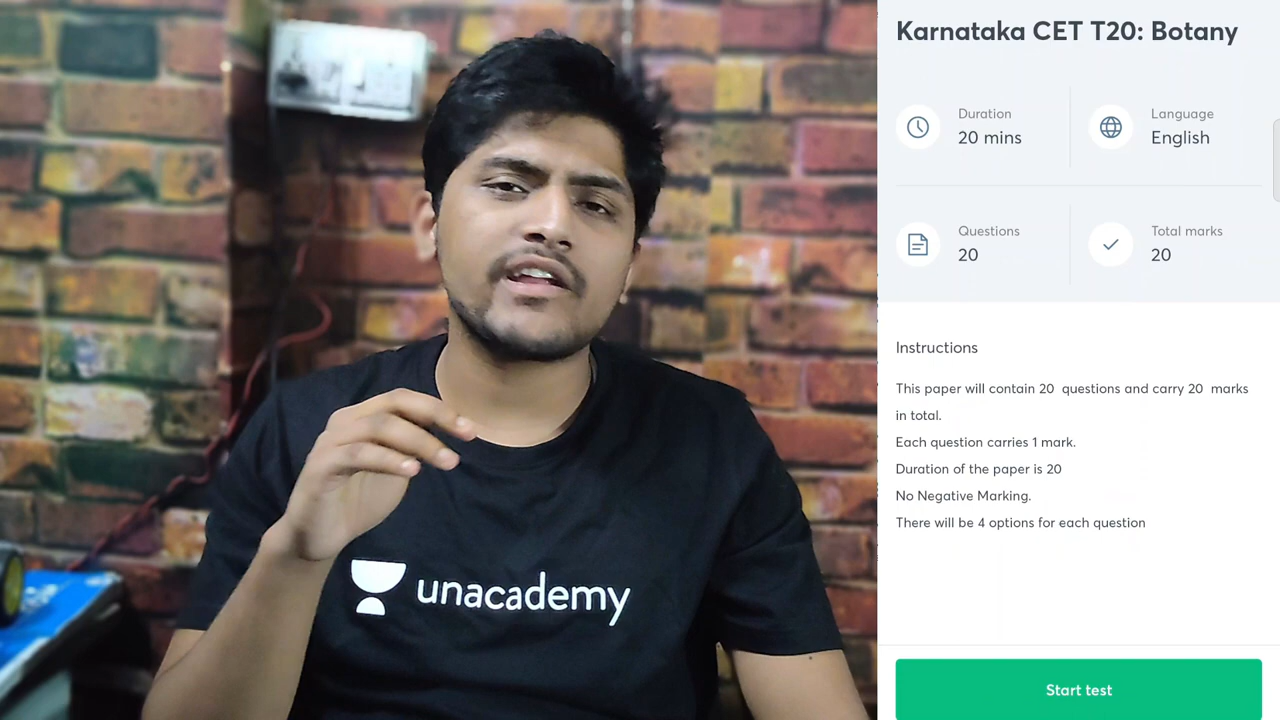 Karnataka CET T20: Botany
Duration
20 mins
Language
English
Questions
20
Total marks
20
Instructions
This paper will contain 20 questions and carry 20 marks
in total.
Each question carries 1 mark.
Duration of the paper is 20
No Negative Marking.
There will be 4 options for each question
Start test
unacademy